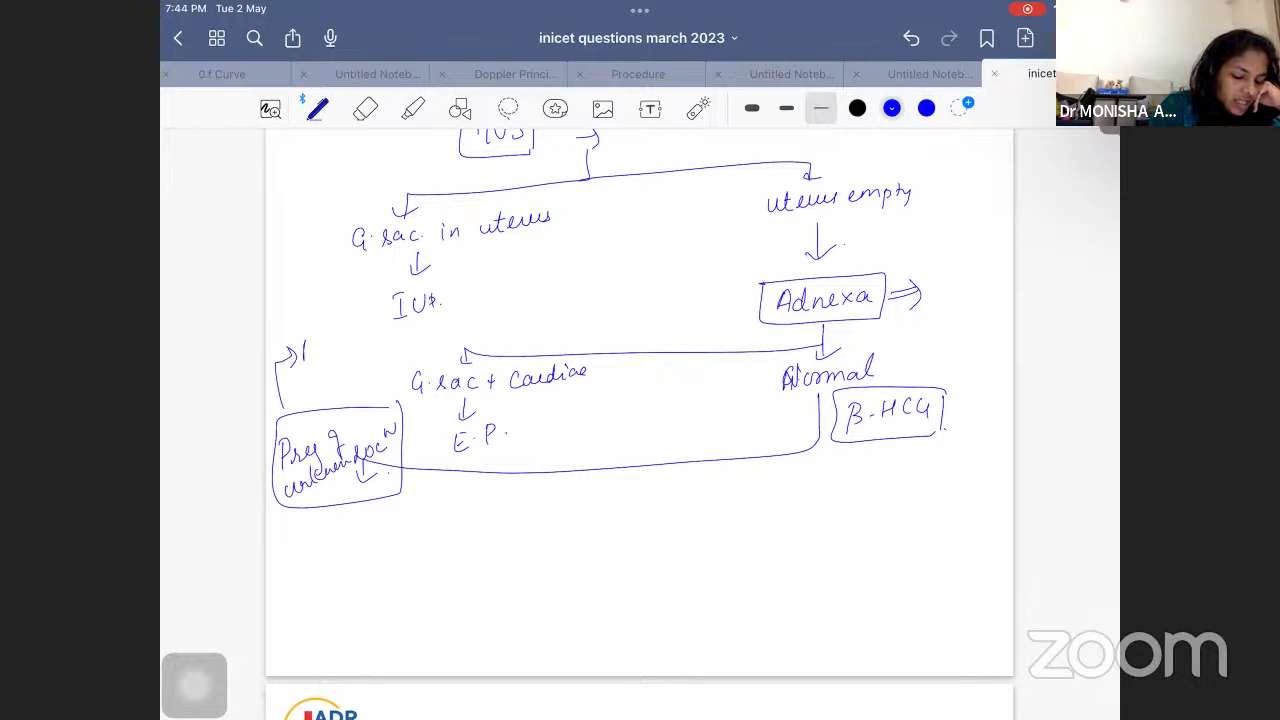 7:44 PM Tue 2 May
inicet questions march 2023
0.f Curve
Untitled Noteb...
Doppler Princi...
Procedure
Untitled Noteb...
Untitled Noteb...
inicet
Dr MONISHA A...
TVS
G. sac. in uterus
uterus empty
IUP.
Adnexa
G. sac + Cardiac
Normal
β-HCG
E.P.
Preg of
unknown locN
zoom
IADR